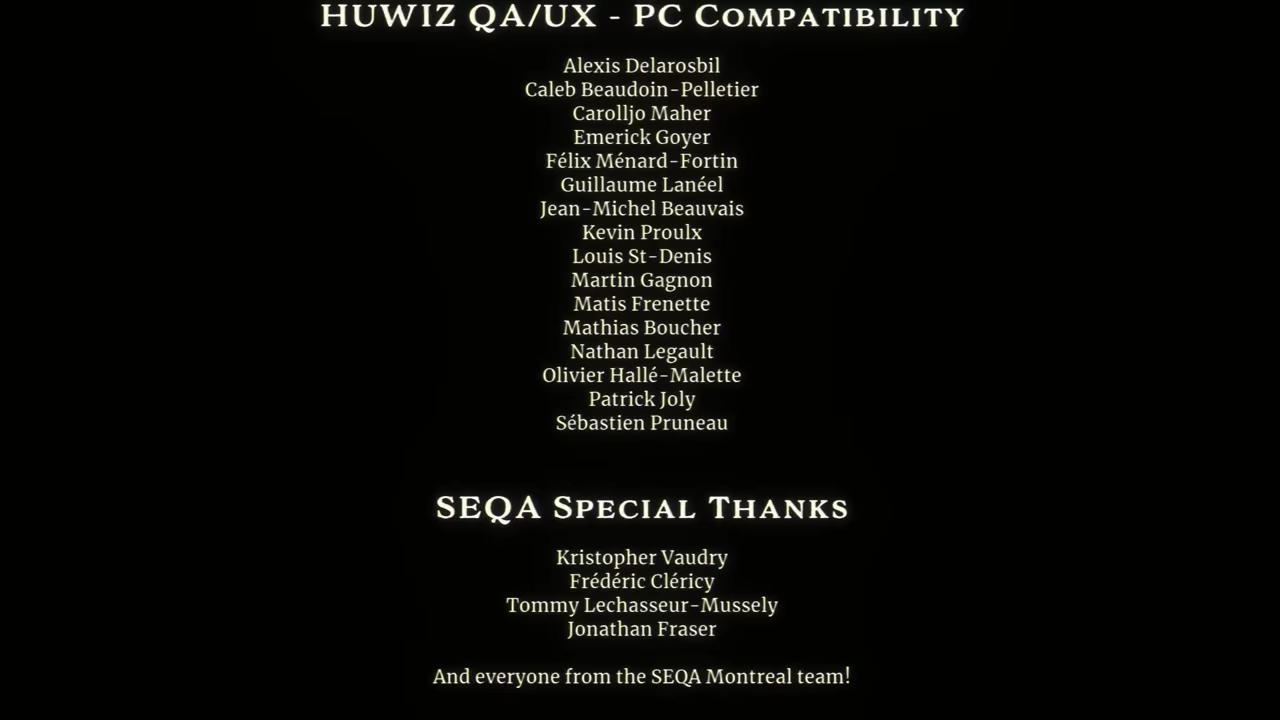 HUWIZ QA/UX - PC Compatibility
Alexis Delarosbil
Caleb Beaudoin-Pelletier
Carolljo Maher
Emerick Goyer
Félix Ménard-Fortin
Guillaume Lanéel
Jean-Michel Beauvais
Kevin Proulx
Louis St-Denis
Martin Gagnon
Matis Frenette
Mathias Boucher
Nathan Legault
Olivier Hallé-Malette
Patrick Joly
Sébastien Pruneau
SEQA Special Thanks
Kristopher Vaudry
Frédéric Cléricy
Tommy Lechasseur-Mussely
Jonathan Fraser
And everyone from the SEQA Montreal team!